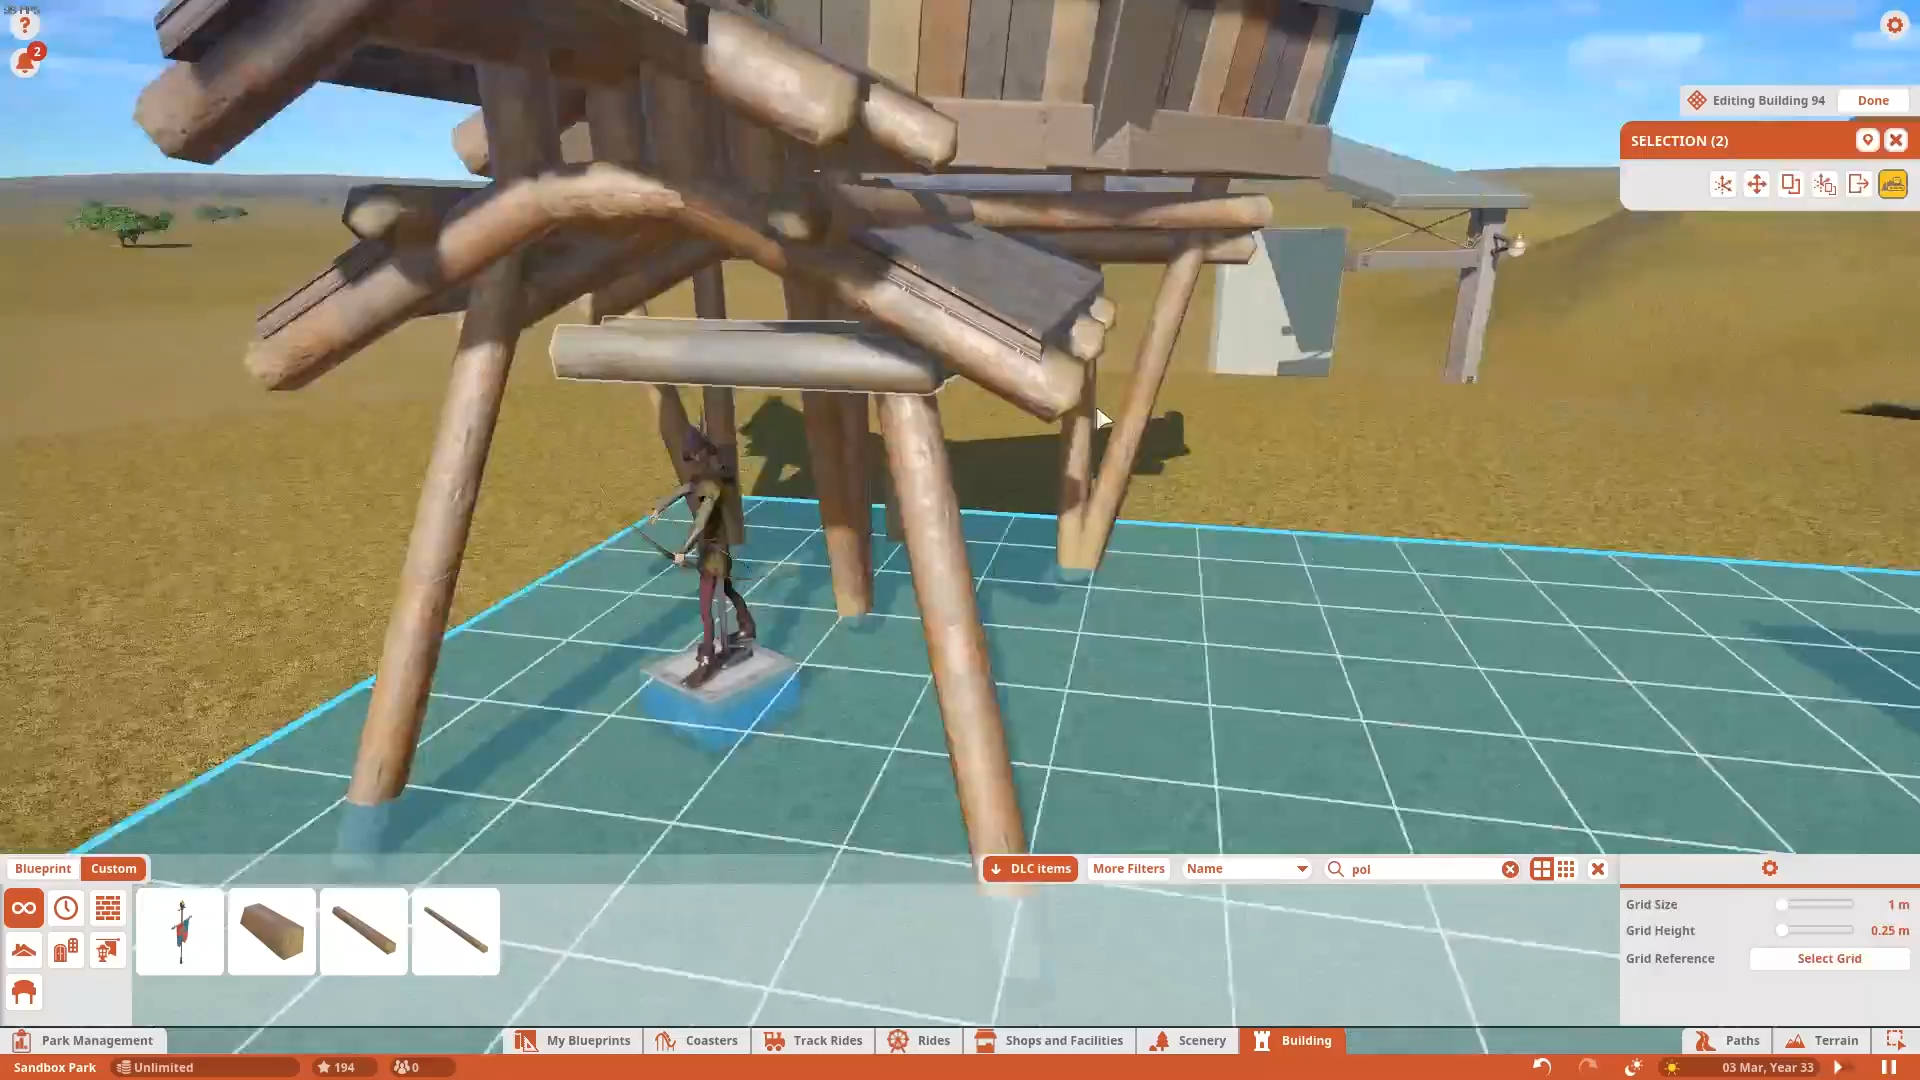 98 FPS
?
2
Editing Building 94
Done
SELECTION (2)
Blueprint
Custom
DLC items
More Filters
Name
pol
Grid Size
1 m
Grid Height
0.25 m
Grid Reference
Select Grid
Park Management
My Blueprints
Coasters
Track Rides
Rides
Shops and Facilities
Scenery
Building
Paths
Terrain
Sandbox Park
Unlimited
194
0
03 Mar, Year 33